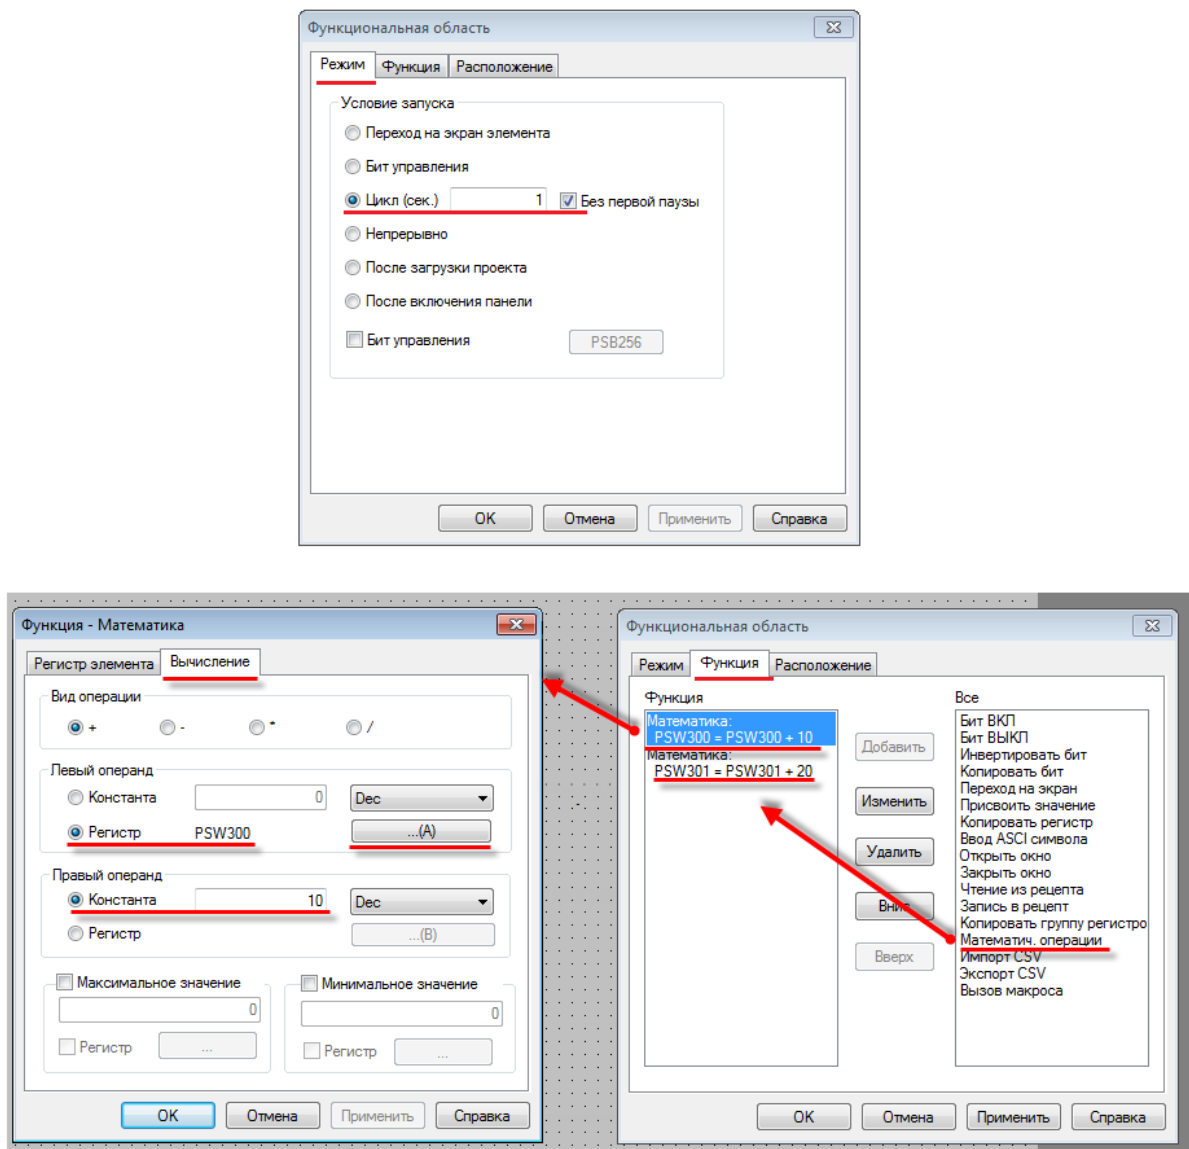 Функциональная область
Режим Функция Расположение
Условие запуска
Переход на экран элемента
Бит управления
Цикл (сек.) 1 Без первой паузы
Непрерывно
После загрузки проекта
После включения панели
Бит управления PSB256
OK Отмена Применить Справка
Функция - Математика
Регистр элемента Вычисление
Вид операции
+ - * /
Левый операнд
Константа 0 Dec
Регистр PSW300 ...(A)
Правый операнд
Константа 10 Dec
Регистр ...(B)
Максимальное значение
0
Регистр ...
Минимальное значение
0
Регистр ...
OK Отмена Применить Справка
Функциональная область
Режим Функция Расположение
Функция
Математика:
PSW300 = PSW300 + 10
Математика:
PSW301 = PSW301 + 20
Добавить
Изменить
Удалить
Вниз
Вверх
Все
Бит ВКЛ
Бит ВЫКЛ
Инвертировать бит
Копировать бит
Переход на экран
Присвоить значение
Копировать регистр
Ввод ASCI символа
Открыть окно
Закрыть окно
Чтение из рецепта
Запись в рецепт
Копировать группу регистро
Математич. операции
Импорт CSV
Экспорт CSV
Вызов макроса
OK Отмена Применить Справка